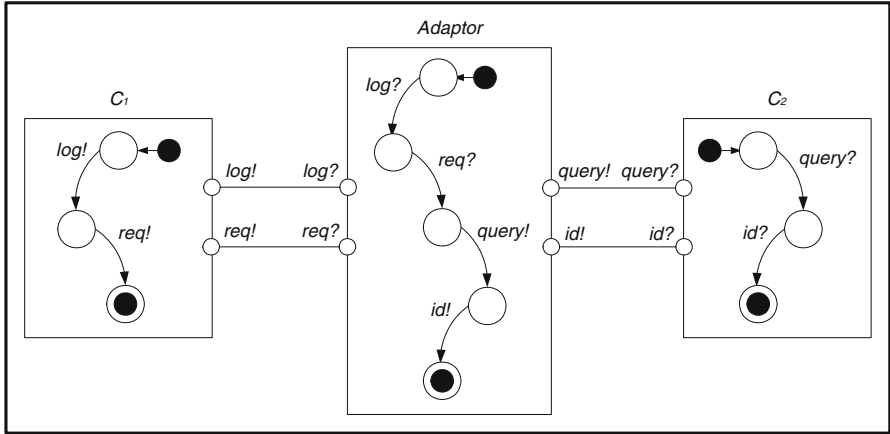 Adaptor
C1
C2
log?
log!
log!
log?
req?
query!
query?
query?
req!
req!
req?
query!
id!
id?
id?
id!